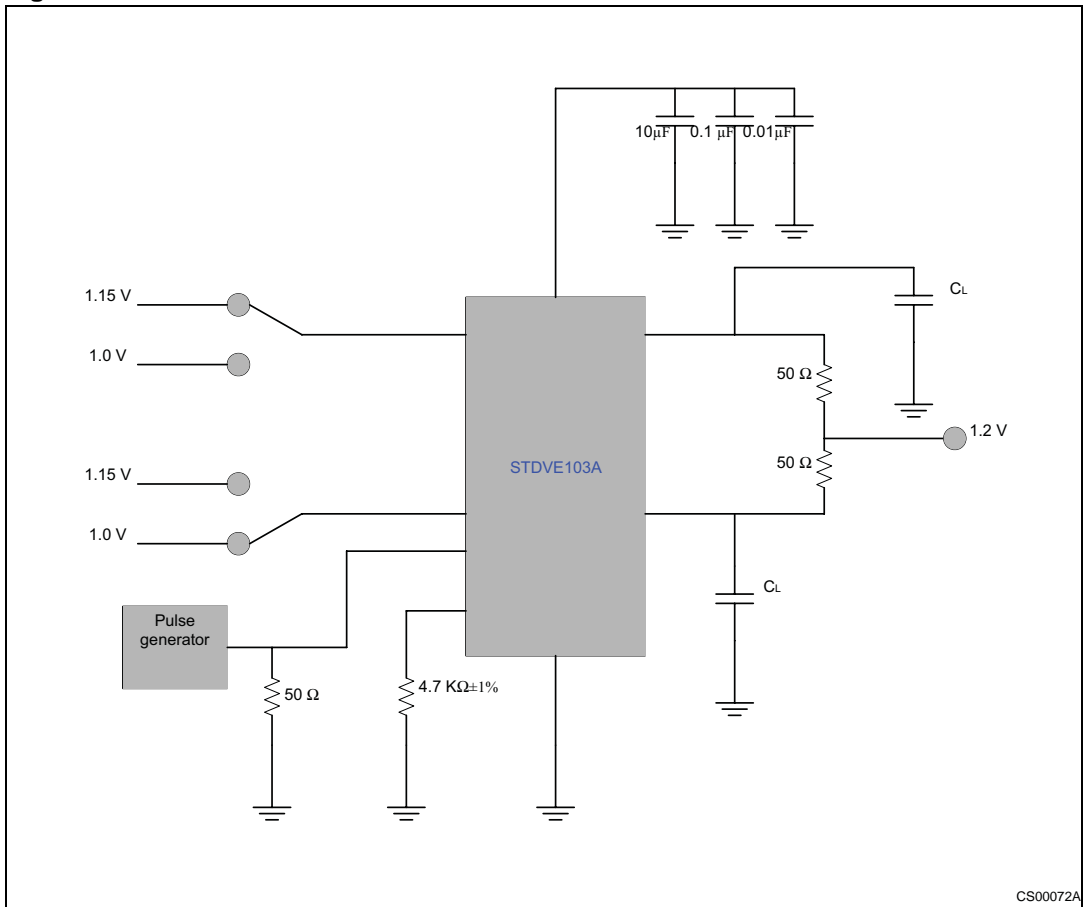 10µF 0.1 µF 0.01µF
1.15 V
CL
1.0 V
50 Ω
1.2 V
STDVE103A
50 Ω
1.15 V
1.0 V
CL
Pulse
generator
50 Ω
4.7 KΩ±1%
CS00072A